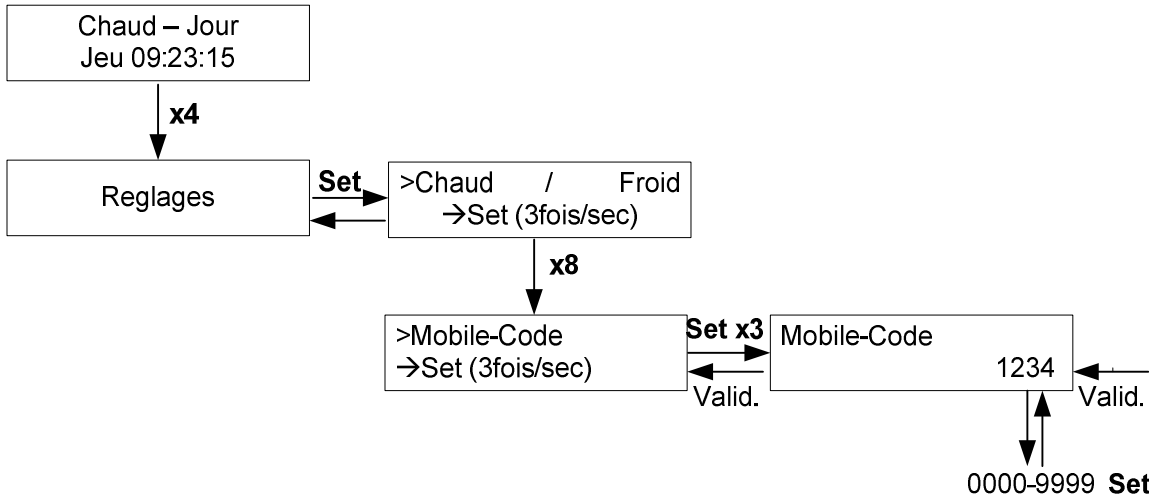 Chaud – Jour
Jeu 09:23:15
x4
Reglages
Set
>Chaud / Froid
→Set (3fois/sec)
x8
>Mobile-Code
→Set (3fois/sec)
Set x3
Valid.
Mobile-Code
1234
Valid.
0000-9999 Set